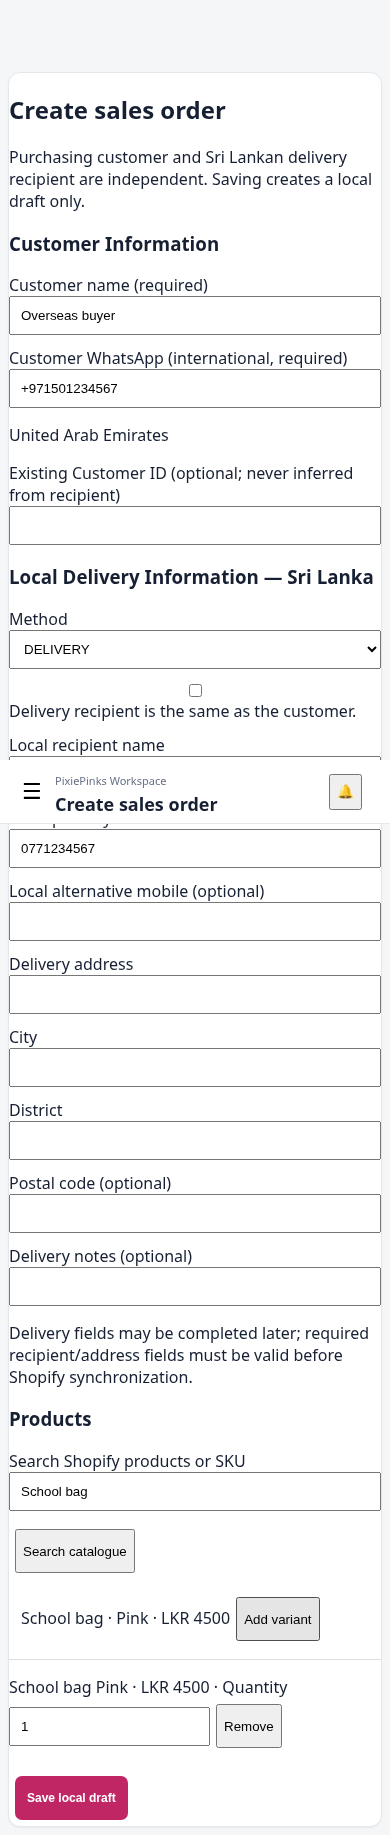 Create sales order
Purchasing customer and Sri Lankan delivery
recipient are independent. Saving creates a local
draft only.
Customer Information
Customer name (required)
Overseas buyer
Customer WhatsApp (international, required)
+971501234567
United Arab Emirates
Existing Customer ID (optional; never inferred
from recipient)
Local Delivery Information — Sri Lanka
Method
DELIVERY
Delivery recipient is the same as the customer.
Local recipient name
PixiePinks Workspace
Create sales order
0771234567
Local alternative mobile (optional)
Delivery address
City
District
Postal code (optional)
Delivery notes (optional)
Delivery fields may be completed later; required
recipient/address fields must be valid before
Shopify synchronization.
Products
Search Shopify products or SKU
School bag
Search catalogue
School bag · Pink · LKR 4500 Add variant
School bag Pink · LKR 4500 · Quantity
1 Remove
Save local draft